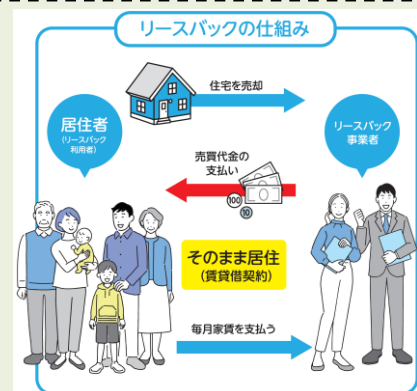 リースバックの仕組み
住宅を売却
居住者
(リースバック
利用者)
リースバック
事業者
売買代金の
支払い
100
10
そのまま居住
(賃貸借契約)
毎月家賃を支払う